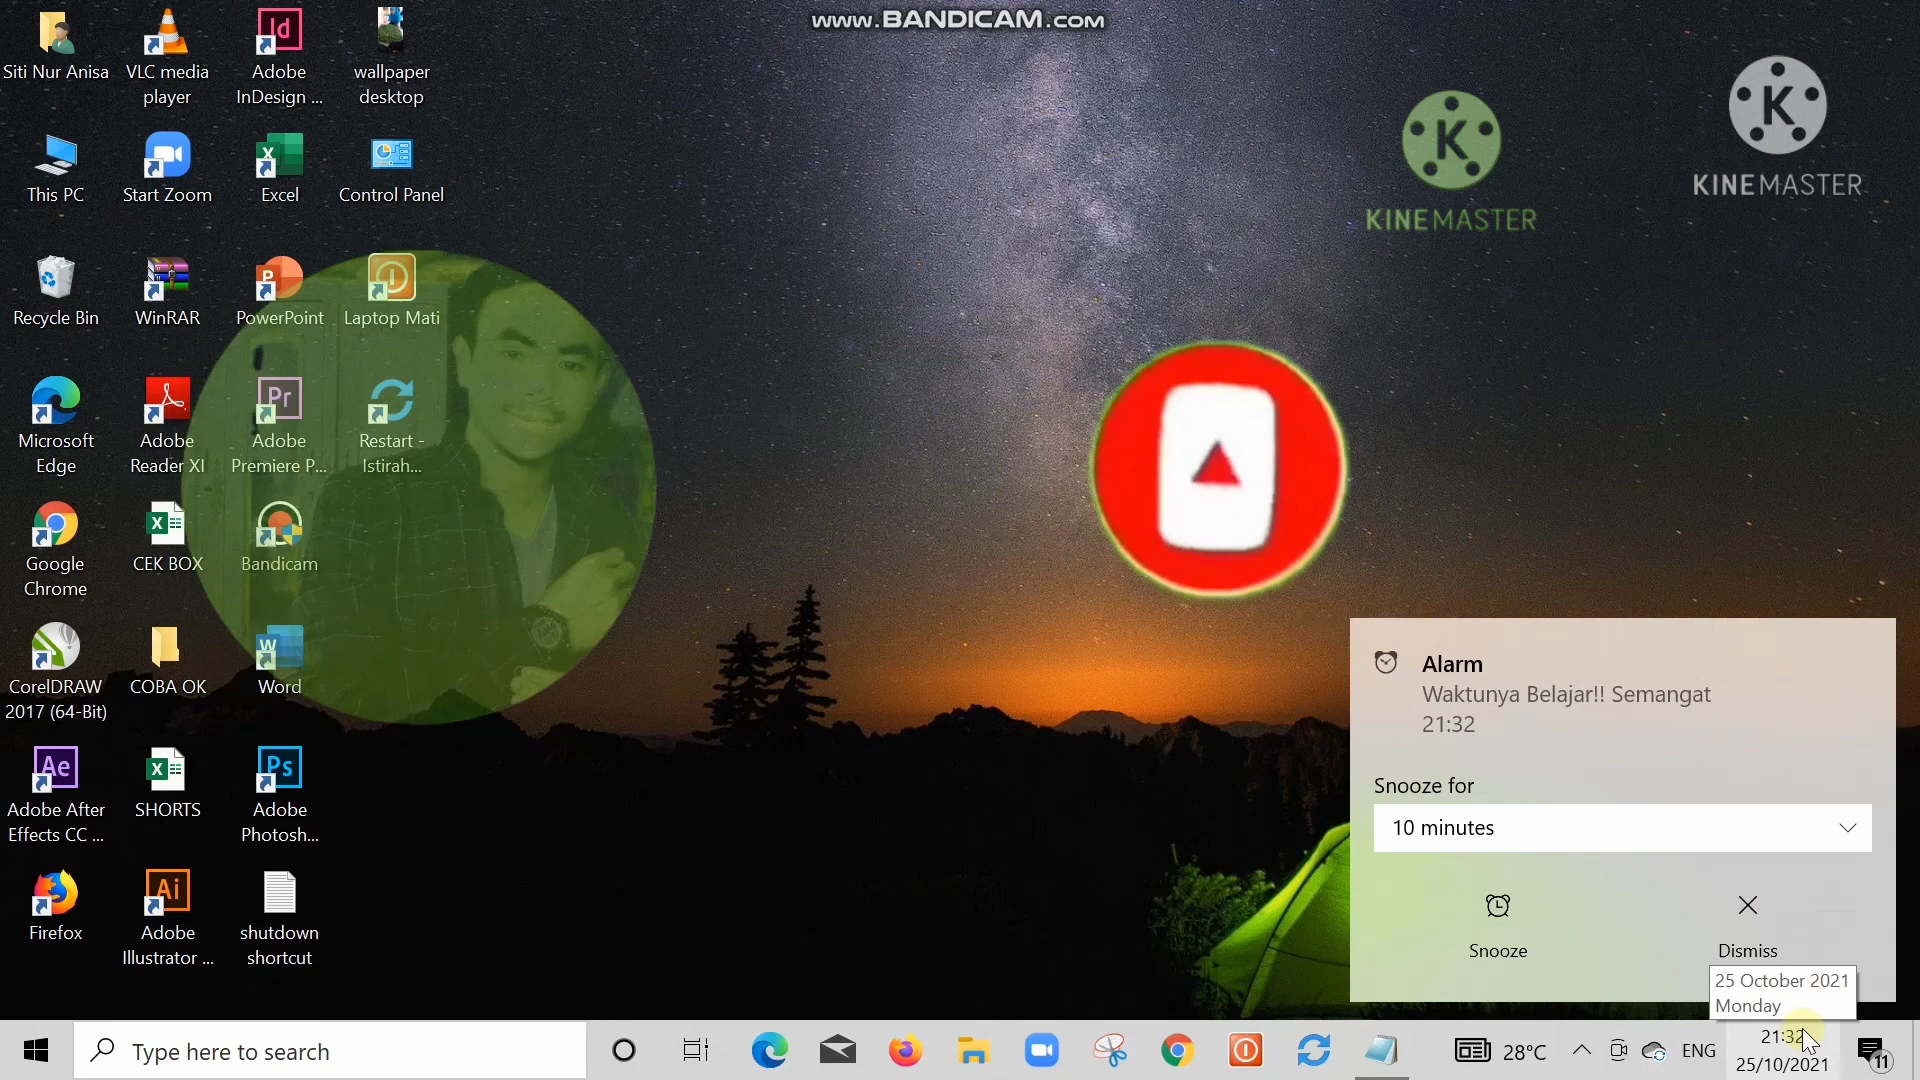 www.BANDICAM.com
Siti Nur Anisa
VLC media
player
Adobe
InDesign ...
wallpaper
desktop
This PC
Start Zoom
Excel
Control Panel
KINEMASTER
KINEMASTER
Recycle Bin
WinRAR
PowerPoint
Laptop Mati
Microsoft
Edge
Adobe
Reader XI
Adobe
Premiere P...
Restart -
Istirah...
Google
Chrome
CEK BOX
Bandicam
CorelDRAW
2017 (64-Bit)
COBA OK
Word
Adobe After
Effects CC ...
SHORTS
Adobe
Photosh...
Firefox
Adobe
Illustrator ...
shutdown
shortcut
Alarm
Waktunya Belajar!! Semangat
21:32
Snooze for
10 minutes
Snooze
Dismiss
25 October 2021
Monday
Type here to search
28°C
ENG
21:32
25/10/2021
11